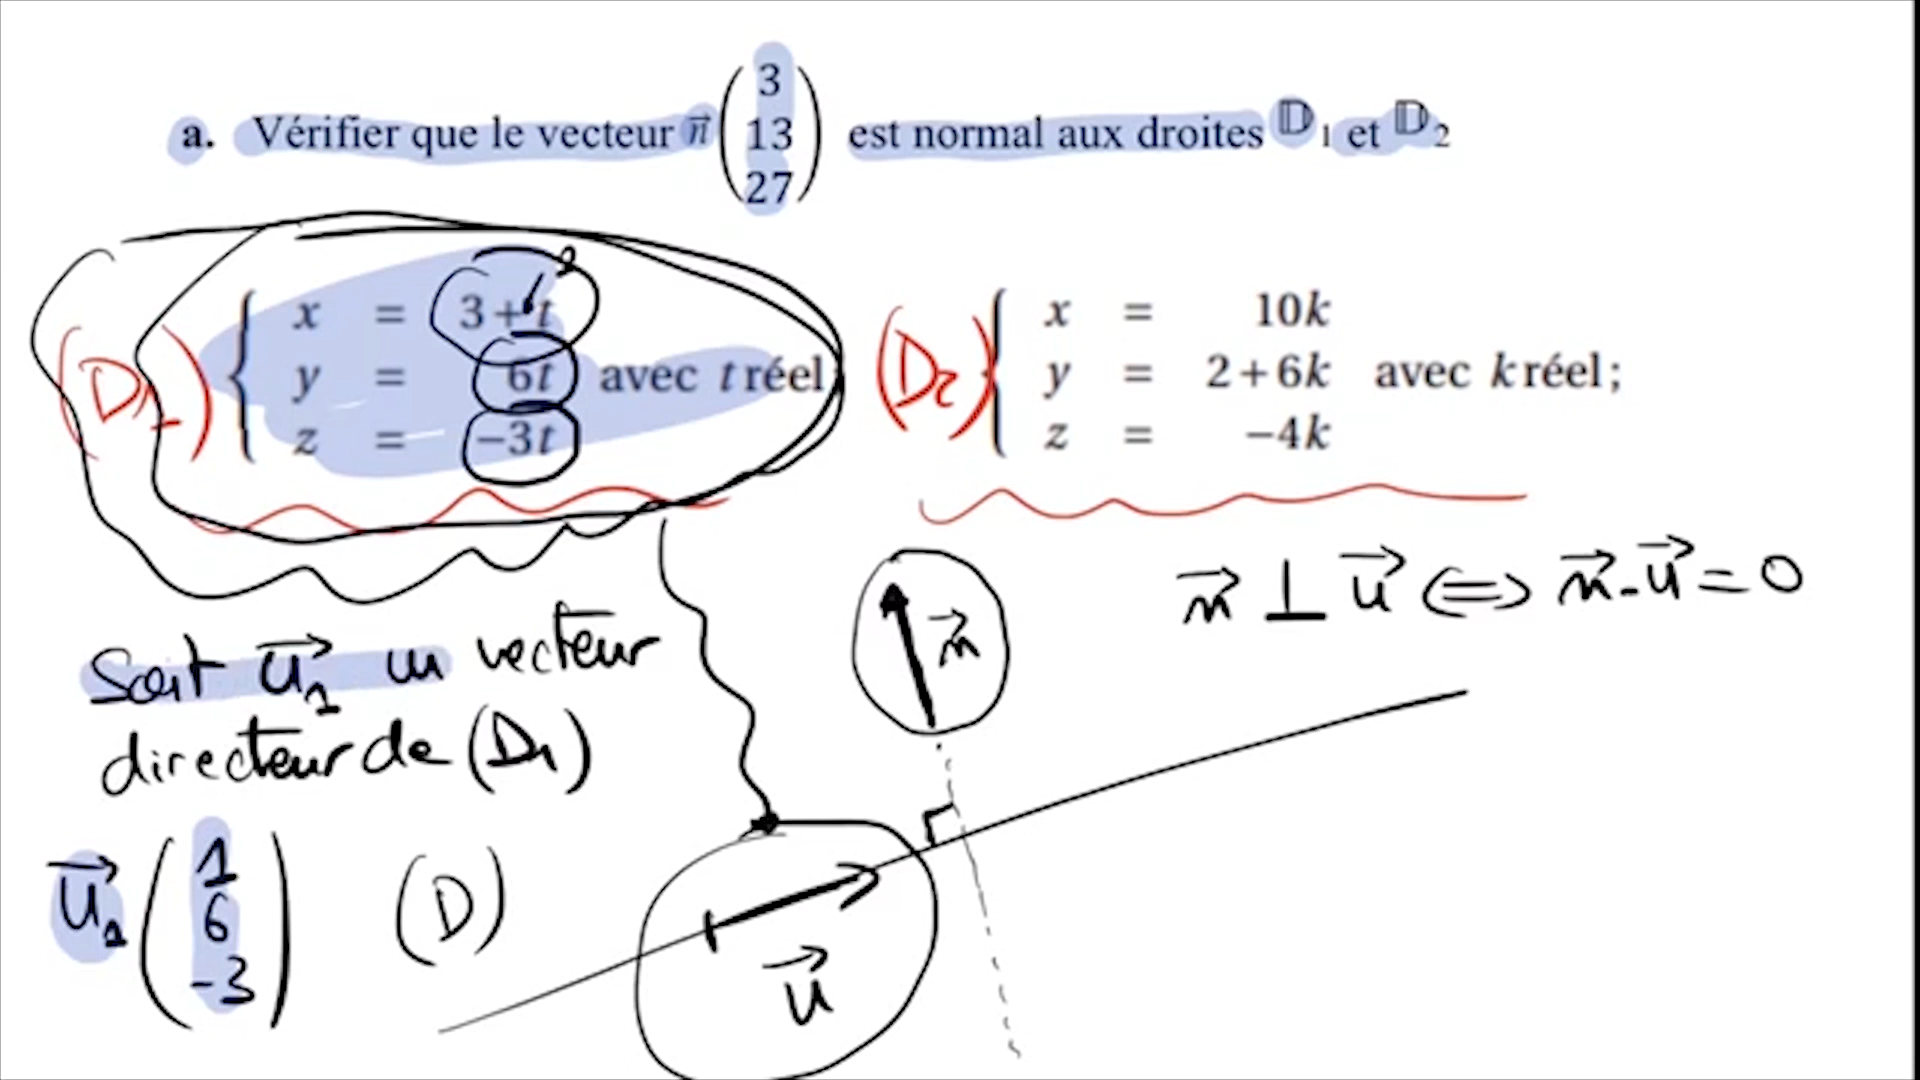 a. Vérifier que le vecteur n⃗ (3 13 27) est normal aux droites 𝔻₁ et 𝔻₂
(D₁) { x = 3+t
y = 6t avec t réel
z = −3t
(D₂) { x = 10k
y = 2+6k avec k réel;
z = −4k
n⃗ ⊥ u⃗ ⟺ n⃗ . u⃗ = 0
n⃗
Soit u⃗₁ un vecteur
directeur de (D₁)
u⃗₁ (1 6 -3)
(D)
u⃗